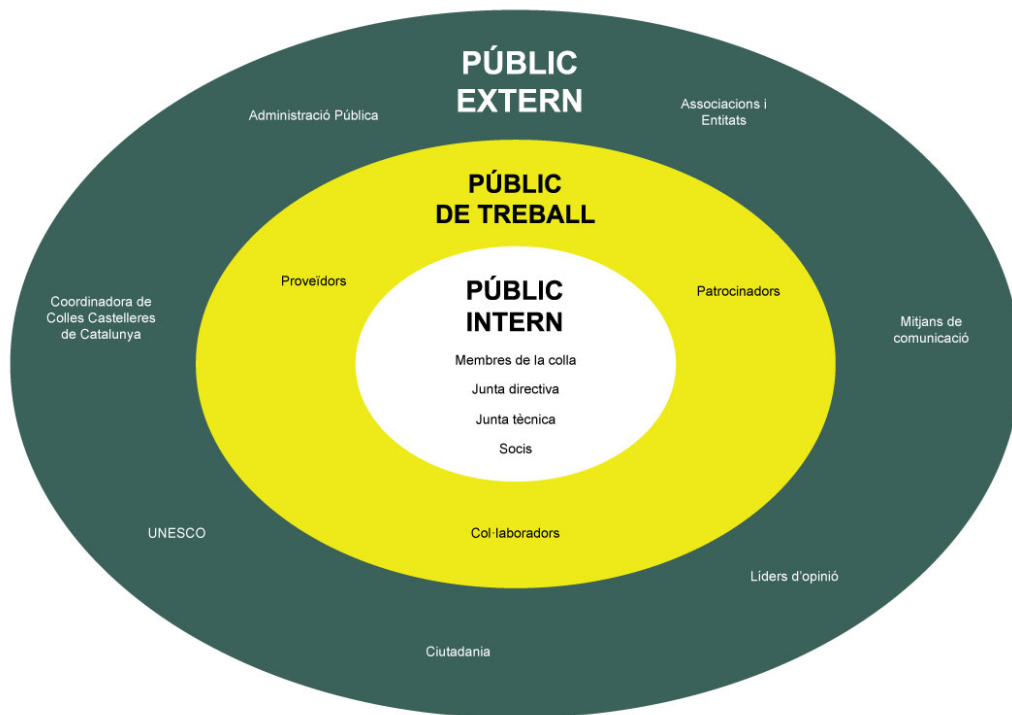 PÚBLIC
EXTERN
Administració Pública
Associacions i
Entitats
PÚBLIC
DE TREBALL
Proveïdors
Patrocinadors
PÚBLIC
INTERN
Coordinadora de
Colles Castelleres
de Catalunya
Mitjans de
comunicació
Membres de la colla
Junta directiva
Junta tècnica
Socis
UNESCO
Col·laboradors
Líders d'opinió
Ciutadania